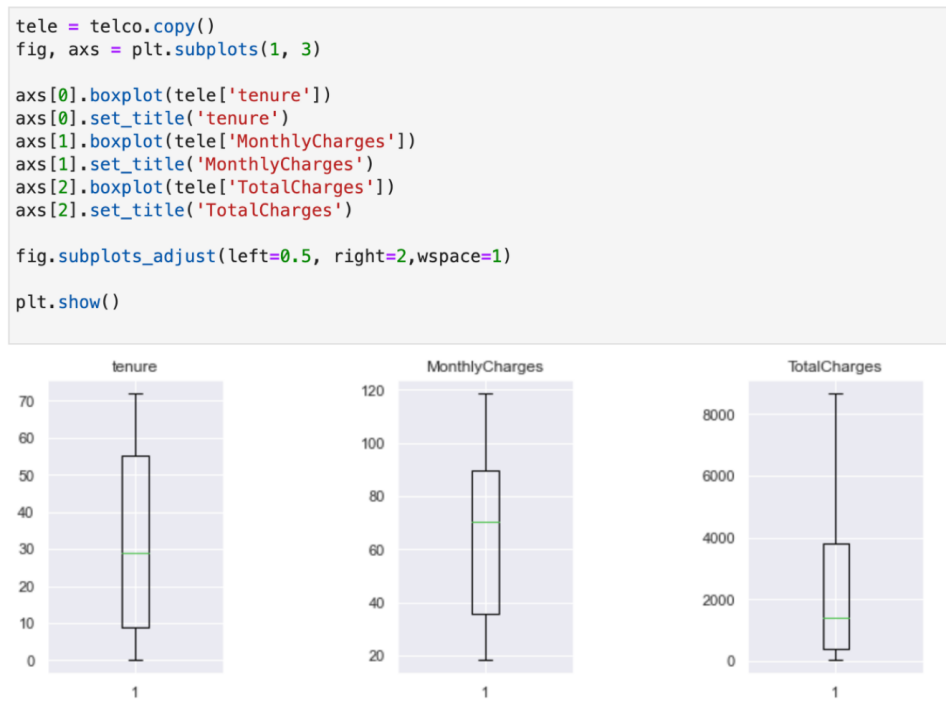 tele = telco.copy()
fig, axs = plt.subplots(1, 3)
axs[0].boxplot(tele['tenure'])
axs[0].set_title('tenure')
axs[1].boxplot(tele['MonthlyCharges'])
axs[1].set_title('MonthlyCharges')
axs[2].boxplot(tele['TotalCharges'])
axs[2].set_title('TotalCharges')
fig.subplots_adjust(left=0.5, right=2,wspace=1)
plt.show()
tenure
70
60
50
40
30
20
10
0
1
MonthlyCharges
120
100
80
60
40
20
1
TotalCharges
8000
6000
4000
2000
0
1